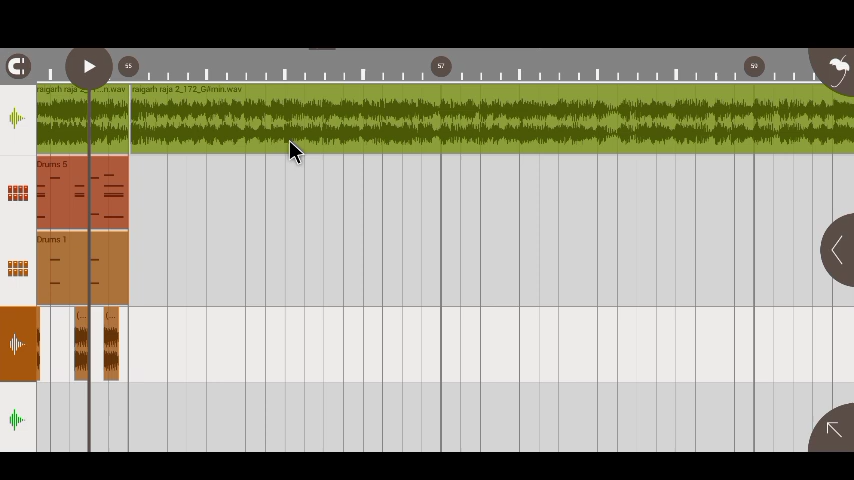 55
57
59
raigarh raja 2_172_G#min.wav
Drums 5
Drums 1
(...
(...